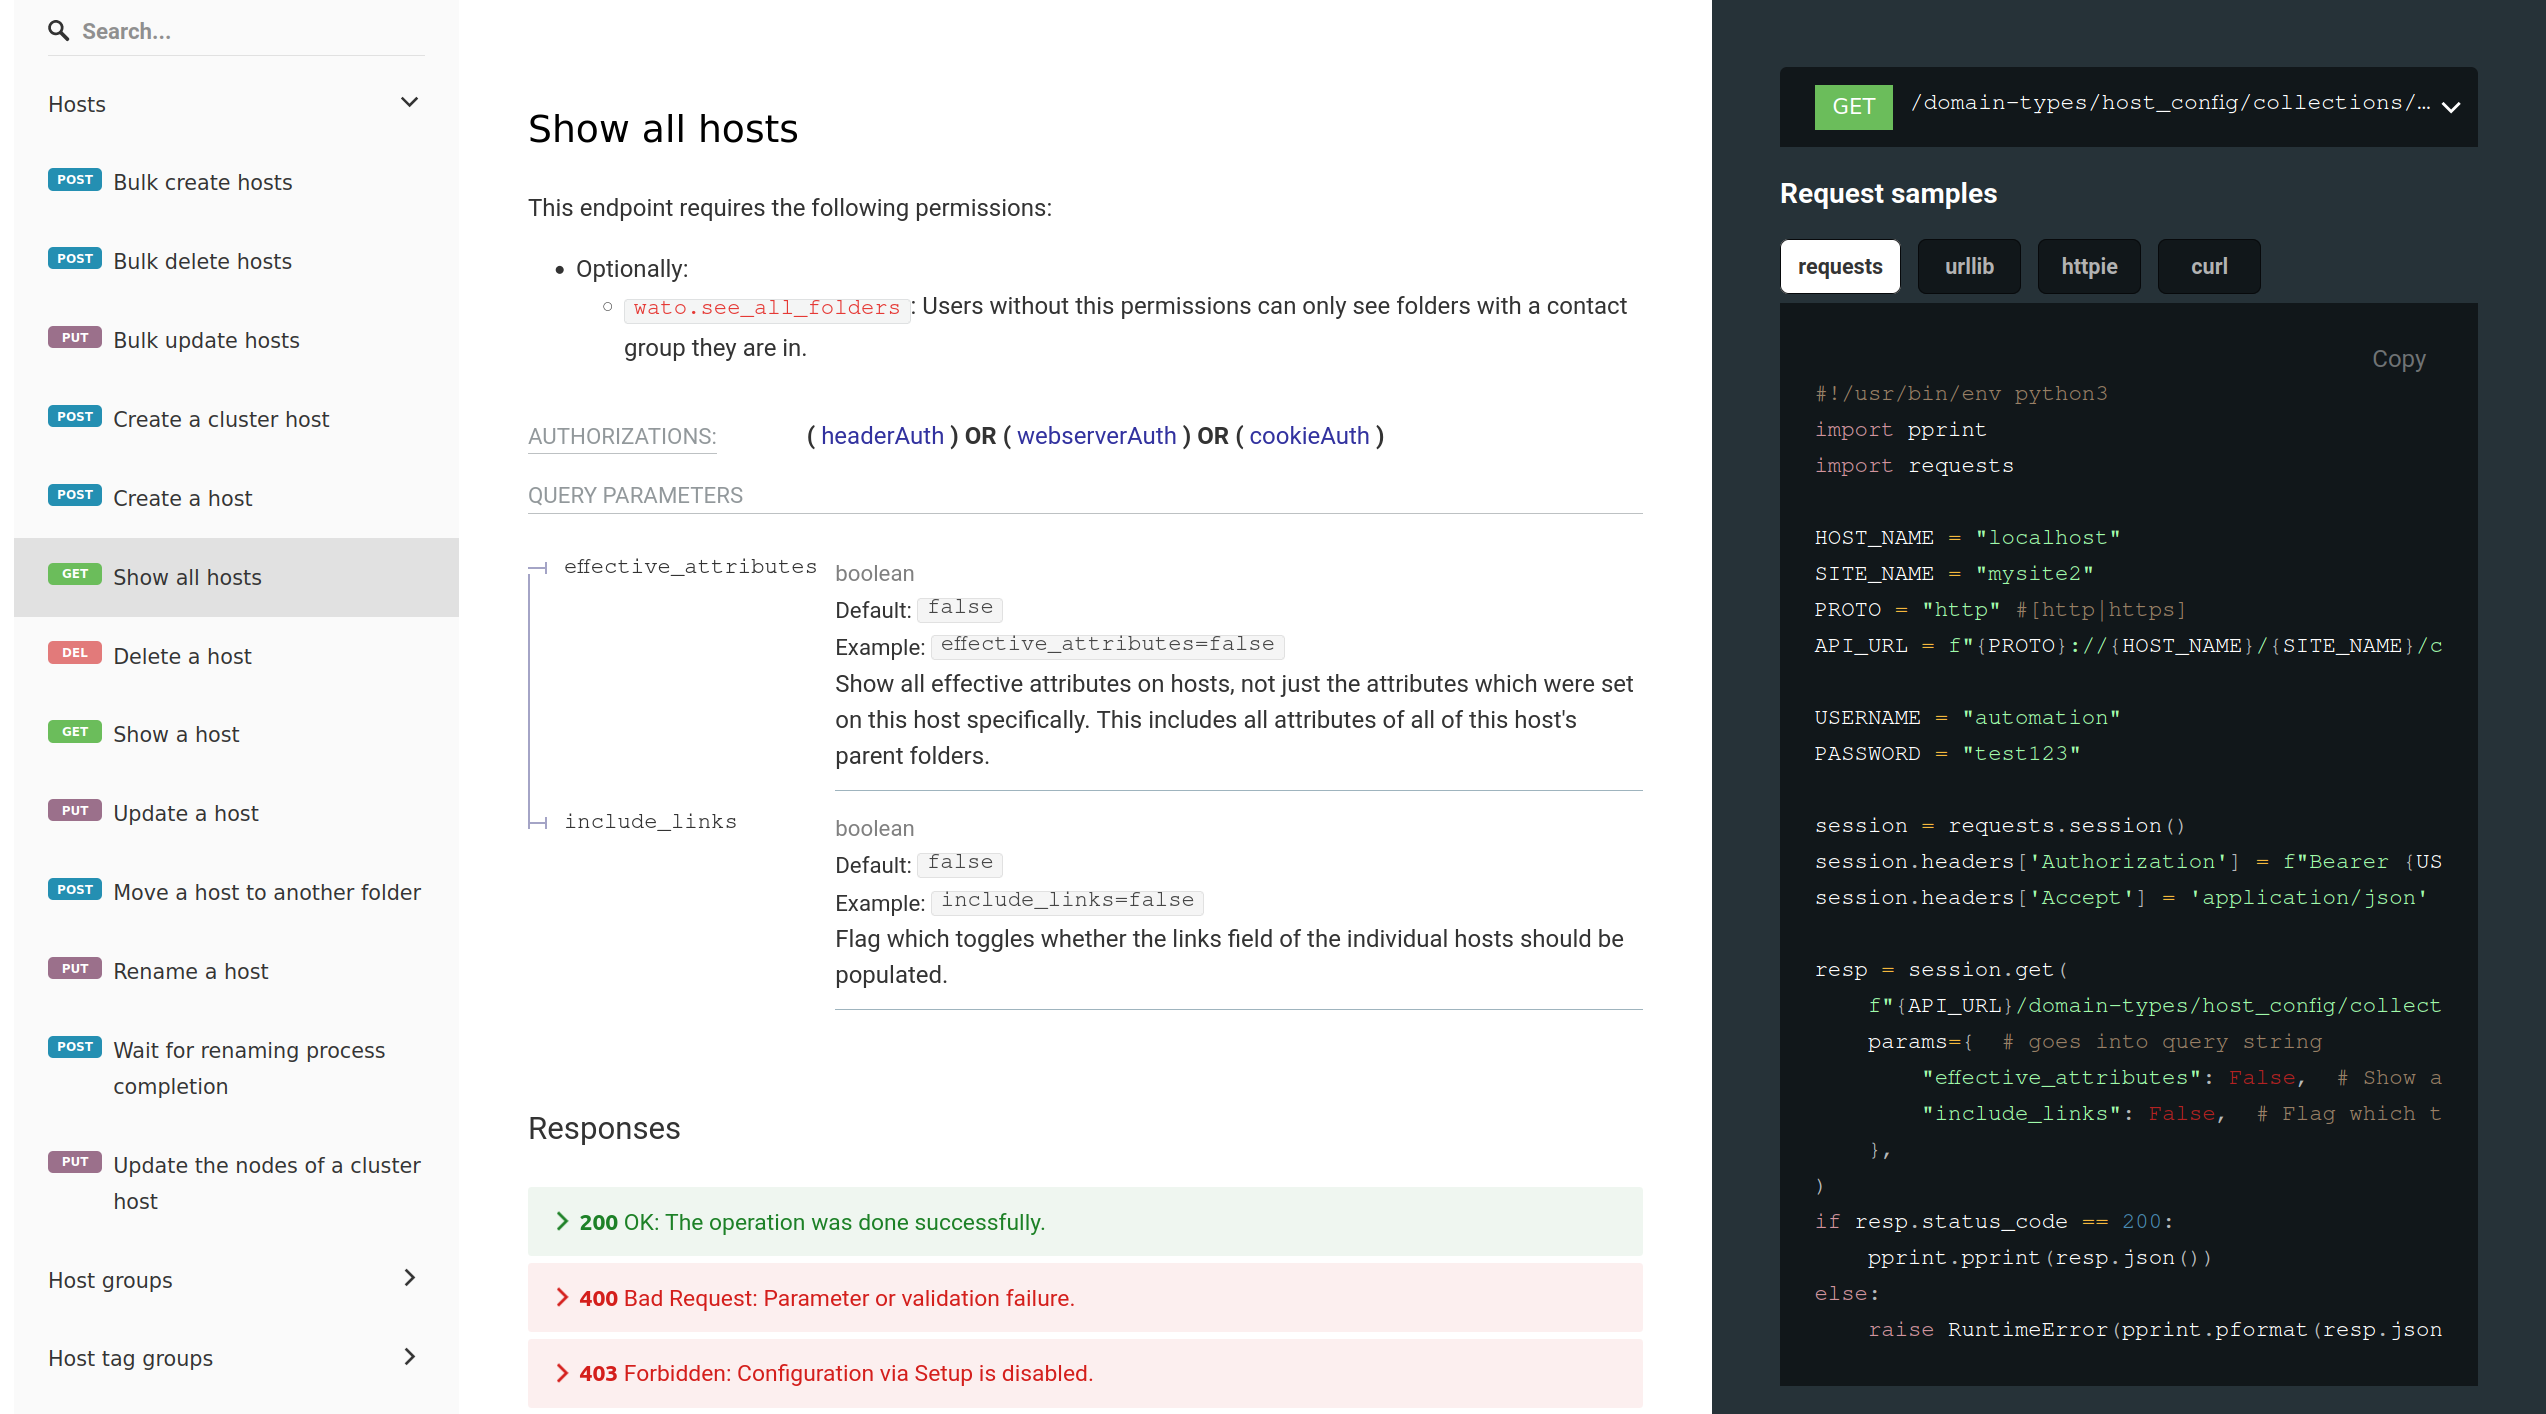 Search...
Hosts
POST Bulk create hosts
POST Bulk delete hosts
PUT Bulk update hosts
POST Create a cluster host
POST Create a host
GET Show all hosts
DEL Delete a host
GET Show a host
PUT Update a host
POST Move a host to another folder
PUT Rename a host
POST Wait for renaming process
completion
PUT Update the nodes of a cluster
host
Host groups
Host tag groups
Show all hosts
This endpoint requires the following permissions:
• Optionally:
○ wato.see_all_folders: Users without this permissions can only see folders with a contact
group they are in.
AUTHORIZATIONS: ( headerAuth ) OR ( webserverAuth ) OR ( cookieAuth )
QUERY PARAMETERS
effective_attributes boolean
Default: false
Example: effective_attributes=false
Show all effective attributes on hosts, not just the attributes which were set
on this host specifically. This includes all attributes of all of this host's
parent folders.
include_links boolean
Default: false
Example: include_links=false
Flag which toggles whether the links field of the individual hosts should be
populated.
Responses
200 OK: The operation was done successfully.
400 Bad Request: Parameter or validation failure.
403 Forbidden: Configuration via Setup is disabled.
GET /domain-types/host_config/collections/...
Request samples
requests urllib httpie curl
Copy
#!/usr/bin/env python3
import pprint
import requests
HOST_NAME = "localhost"
SITE_NAME = "mysite2"
PROTO = "http" #[http|https]
API_URL = f"{PROTO}://{HOST_NAME}/{SITE_NAME}/c
USERNAME = "automation"
PASSWORD = "test123"
session = requests.session()
session.headers['Authorization'] = f"Bearer {US
session.headers['Accept'] = 'application/json'
resp = session.get(
    f"{API_URL}/domain-types/host_config/collect
    params={  # goes into query string
        "effective_attributes": False,  # Show a
        "include_links": False,  # Flag which t
    },
)
if resp.status_code == 200:
    pprint.pprint(resp.json())
else:
    raise RuntimeError(pprint.pformat(resp.json